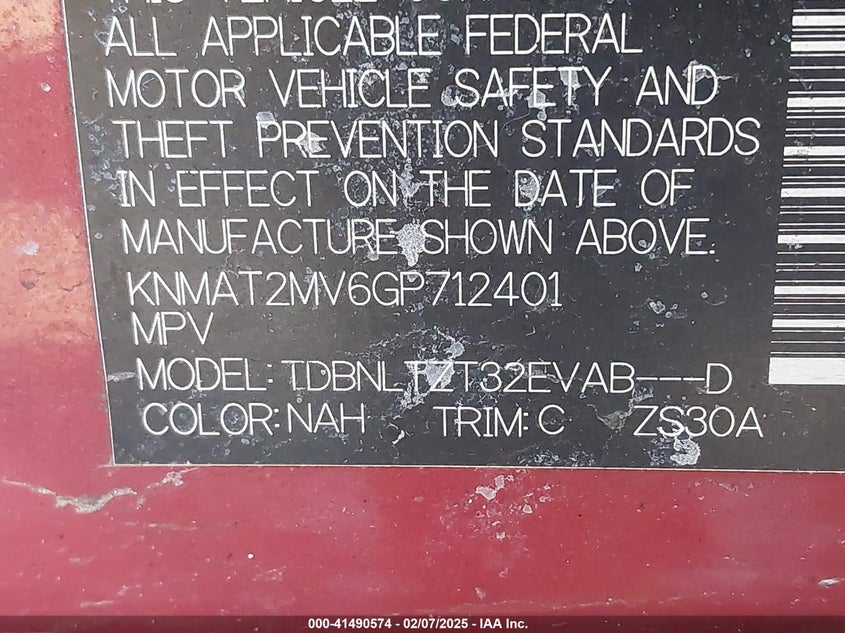 ALL APPLICABLE FEDERAL
MOTOR VEHICLE SAFETY AND
THEFT PREVENTION STANDARDS
IN EFFECT ON THE DATE OF
MANUFACTURE SHOWN ABOVE.
KNMAT2MV6GP712401
MPV
MODEL: TDBNLTZT32EVAB---D
COLOR: NAH TRIM: C ZS30A
000-41490574 — 02/07/2025 - IAA Inc.